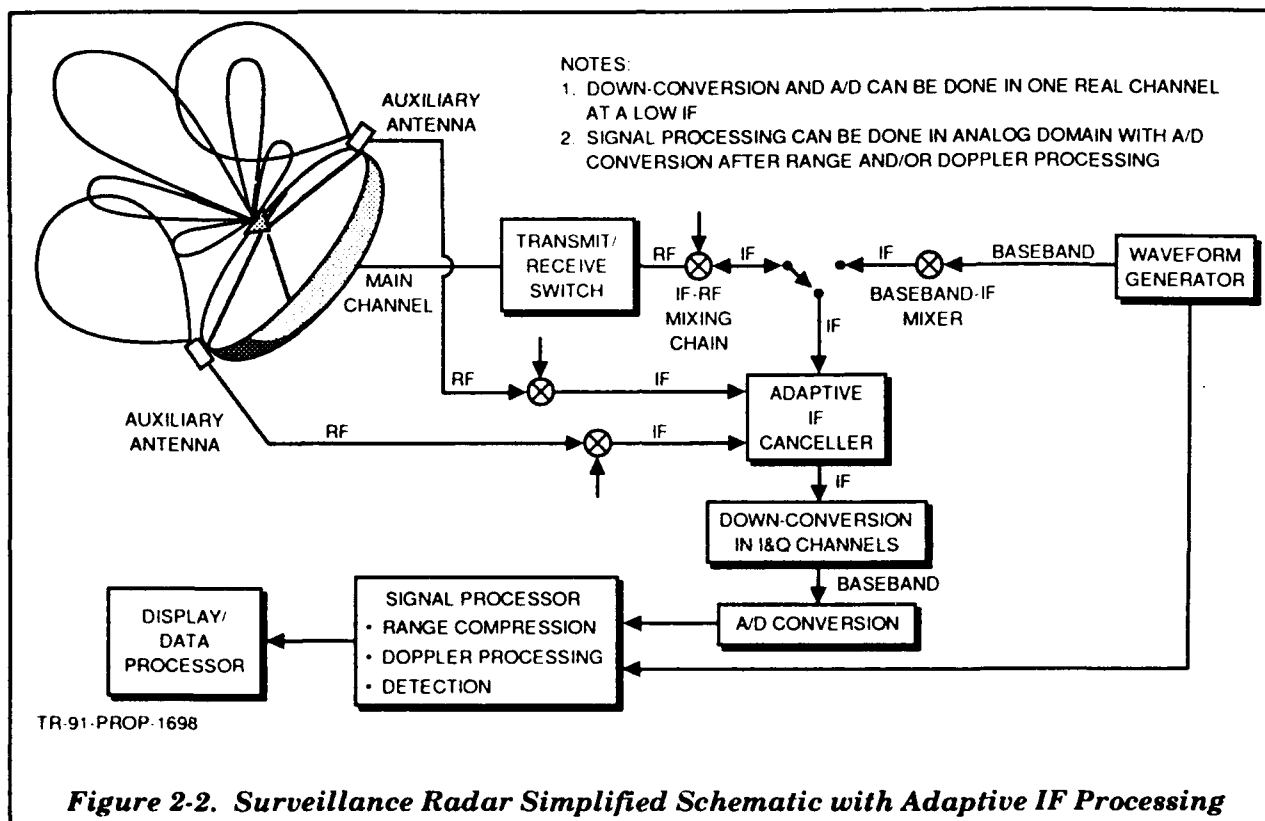 NOTES:
1. DOWN-CONVERSION AND A/D CAN BE DONE IN ONE REAL CHANNEL
AT A LOW IF
2. SIGNAL PROCESSING CAN BE DONE IN ANALOG DOMAIN WITH A/D
CONVERSION AFTER RANGE AND/OR DOPPLER PROCESSING
AUXILIARY
ANTENNA
MAIN
CHANNEL
TRANSMIT/
RECEIVE
SWITCH
RF
IF
IF-RF
MIXING
CHAIN
IF
BASEBAND-IF
MIXER
BASEBAND
WAVEFORM
GENERATOR
IF
RF
IF
AUXILIARY
ANTENNA
RF
IF
ADAPTIVE
IF
CANCELLER
IF
DOWN-CONVERSION
IN I&Q CHANNELS
BASEBAND
A/D CONVERSION
SIGNAL PROCESSOR
• RANGE COMPRESSION
• DOPPLER PROCESSING
• DETECTION
DISPLAY/
DATA
PROCESSOR
TR-91-PROP-1698
Figure 2-2. Surveillance Radar Simplified Schematic with Adaptive IF Processing